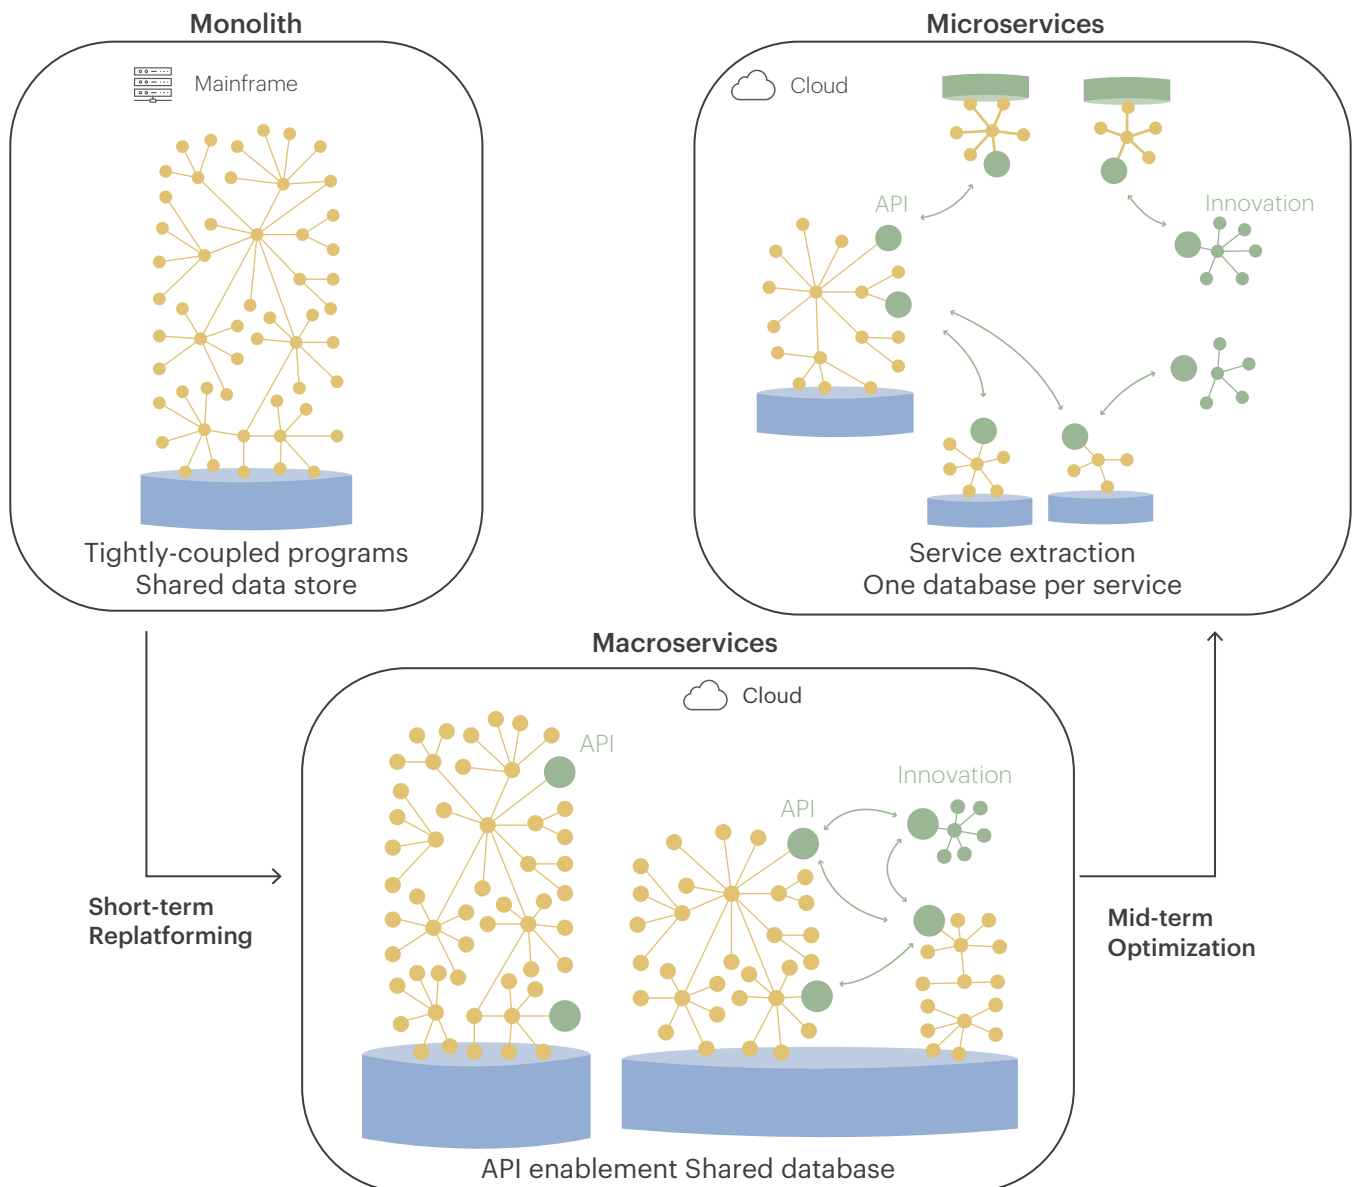 Monolith
Mainframe
Tightly-coupled programs
Shared data store
Microservices
Cloud
API
Innovation
Service extraction
One database per service
Macroservices
Cloud
API
API
Innovation
API enablement Shared database
Short-term
Replatforming
Mid-term
Optimization